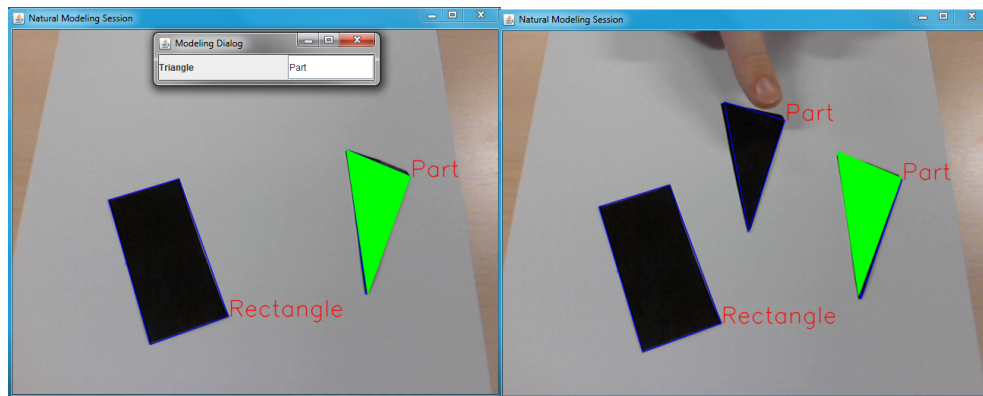 Natural Modeling Session
Modeling Dialog
Triangle Part
Part
Rectangle
Natural Modeling Session
Part
Part
Rectangle